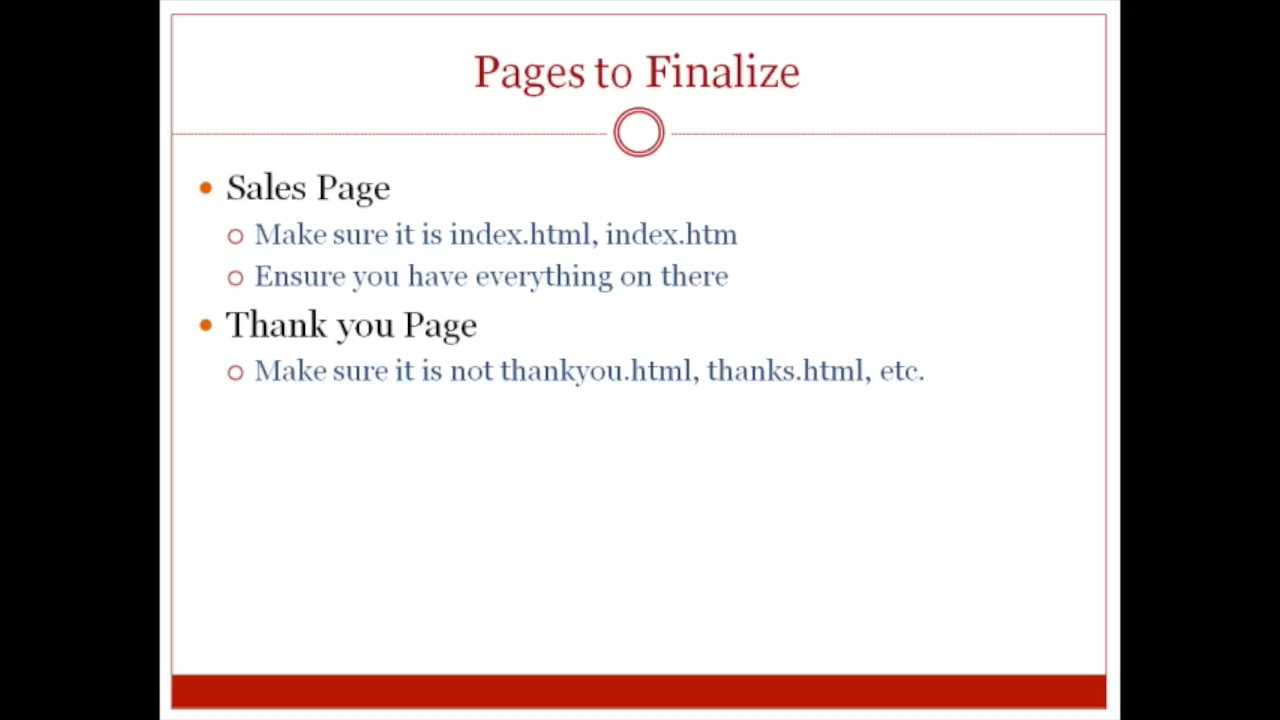 Pages to Finalize
Sales Page
Make sure it is index.html, index.htm
Ensure you have everything on there
Thank you Page
Make sure it is not thankyou.html, thanks.html, etc.